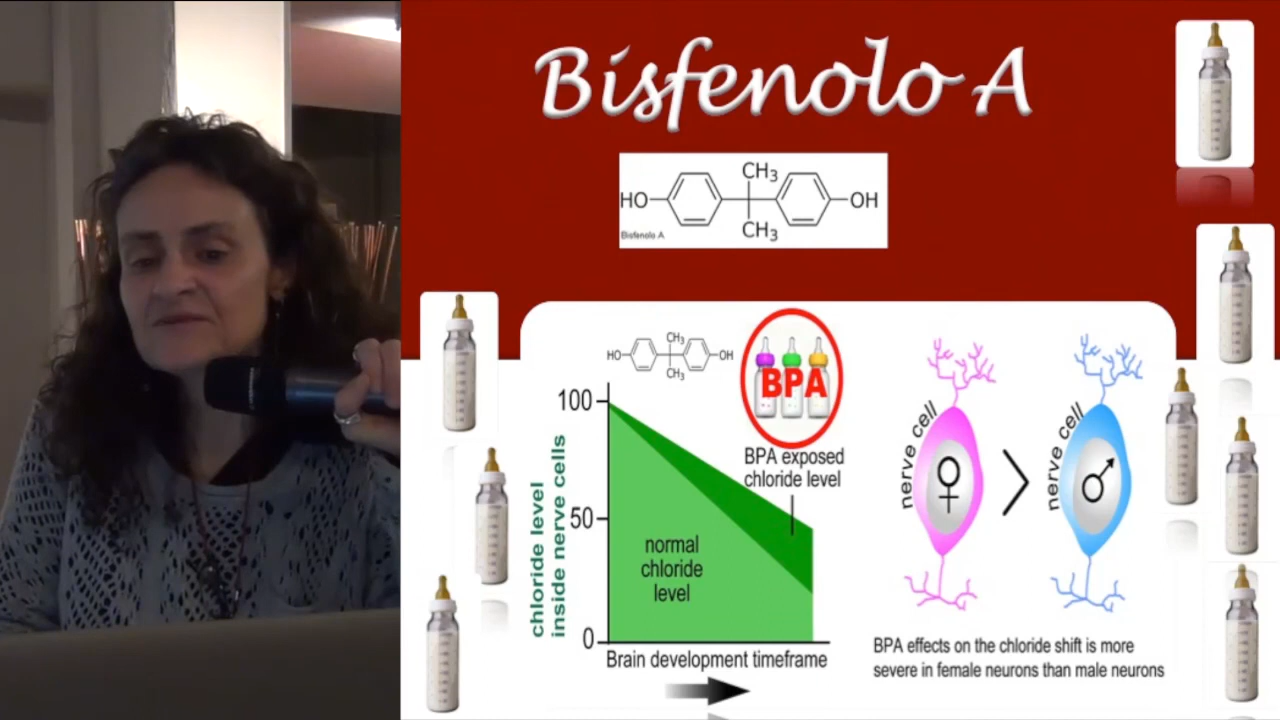 Bisfenolo A
CH₃
HO
OH
CH₃
Bisfenolo A
CH₃
HO
OH
CH₃
BPA
100
BPA exposed
chloride level
50
normal
chloride
level
0
chloride level
inside nerve cells
Brain development timeframe
nerve cell
♀
>
nerve cell
♂
BPA effects on the chloride shift is more
severe in female neurons than male neurons